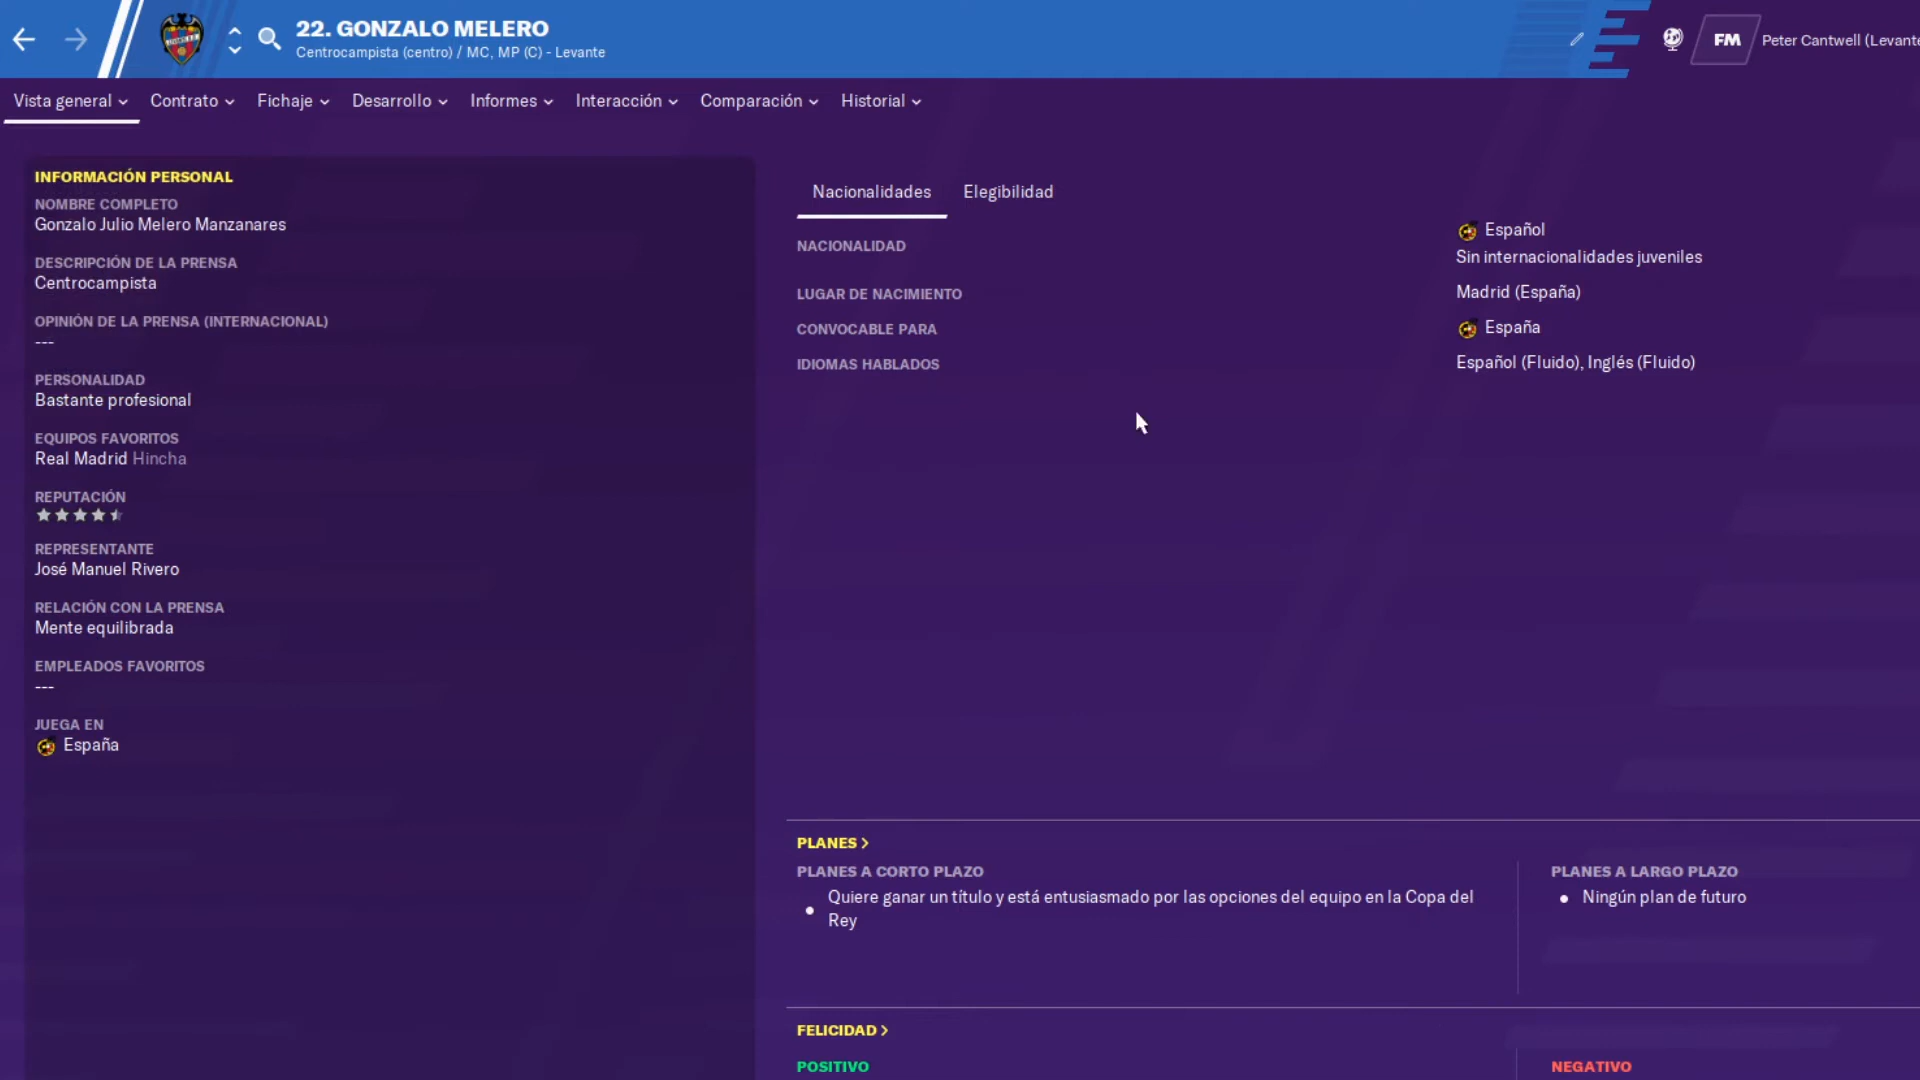 22. GONZALO MELERO
Centrocampista (centro) / MC, MP (C) - Levante
FM
Peter Cantwell (Levante
Vista general
Contrato
Fichaje
Desarrollo
Informes
Interacción
Comparación
Historial
INFORMACIÓN PERSONAL
NOMBRE COMPLETO
Gonzalo Julio Melero Manzanares
DESCRIPCIÓN DE LA PRENSA
Centrocampista
OPINIÓN DE LA PRENSA (INTERNACIONAL)
---
PERSONALIDAD
Bastante profesional
EQUIPOS FAVORITOS
Real Madrid Hincha
REPUTACIÓN
REPRESENTANTE
José Manuel Rivero
RELACIÓN CON LA PRENSA
Mente equilibrada
EMPLEADOS FAVORITOS
---
JUEGA EN
España
Nacionalidades
Elegibilidad
NACIONALIDAD
Español
Sin internacionalidades juveniles
LUGAR DE NACIMIENTO
Madrid (España)
CONVOCABLE PARA
España
IDIOMAS HABLADOS
Español (Fluido), Inglés (Fluido)
PLANES >
PLANES A CORTO PLAZO
Quiere ganar un título y está entusiasmado por las opciones del equipo en la Copa del
Rey
PLANES A LARGO PLAZO
Ningún plan de futuro
FELICIDAD >
POSITIVO
NEGATIVO